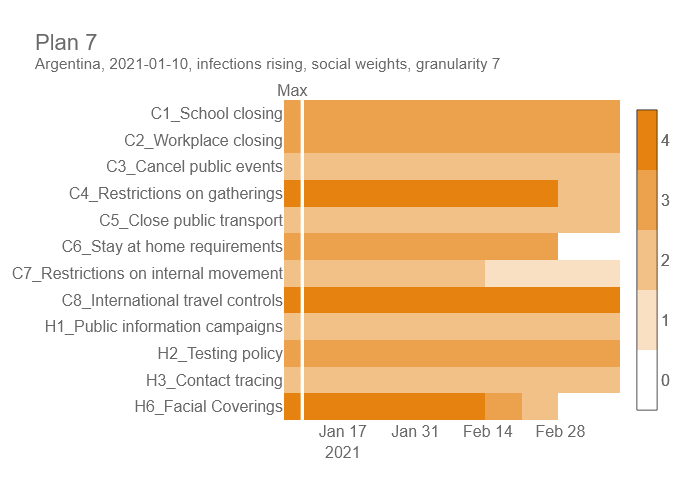 Plan 7
Argentina, 2021-01-10, infections rising, social weights, granularity 7
Max
C1_School closing
C2_Workplace closing
C3_Cancel public events
C4_Restrictions on gatherings
C5_Close public transport
C6_Stay at home requirements
C7_Restrictions on internal movement
C8_International travel controls
H1_Public information campaigns
H2_Testing policy
H3_Contact tracing
H6_Facial Coverings
Jan 17 Jan 31 Feb 14 Feb 28
2021
4
3
2
1
0